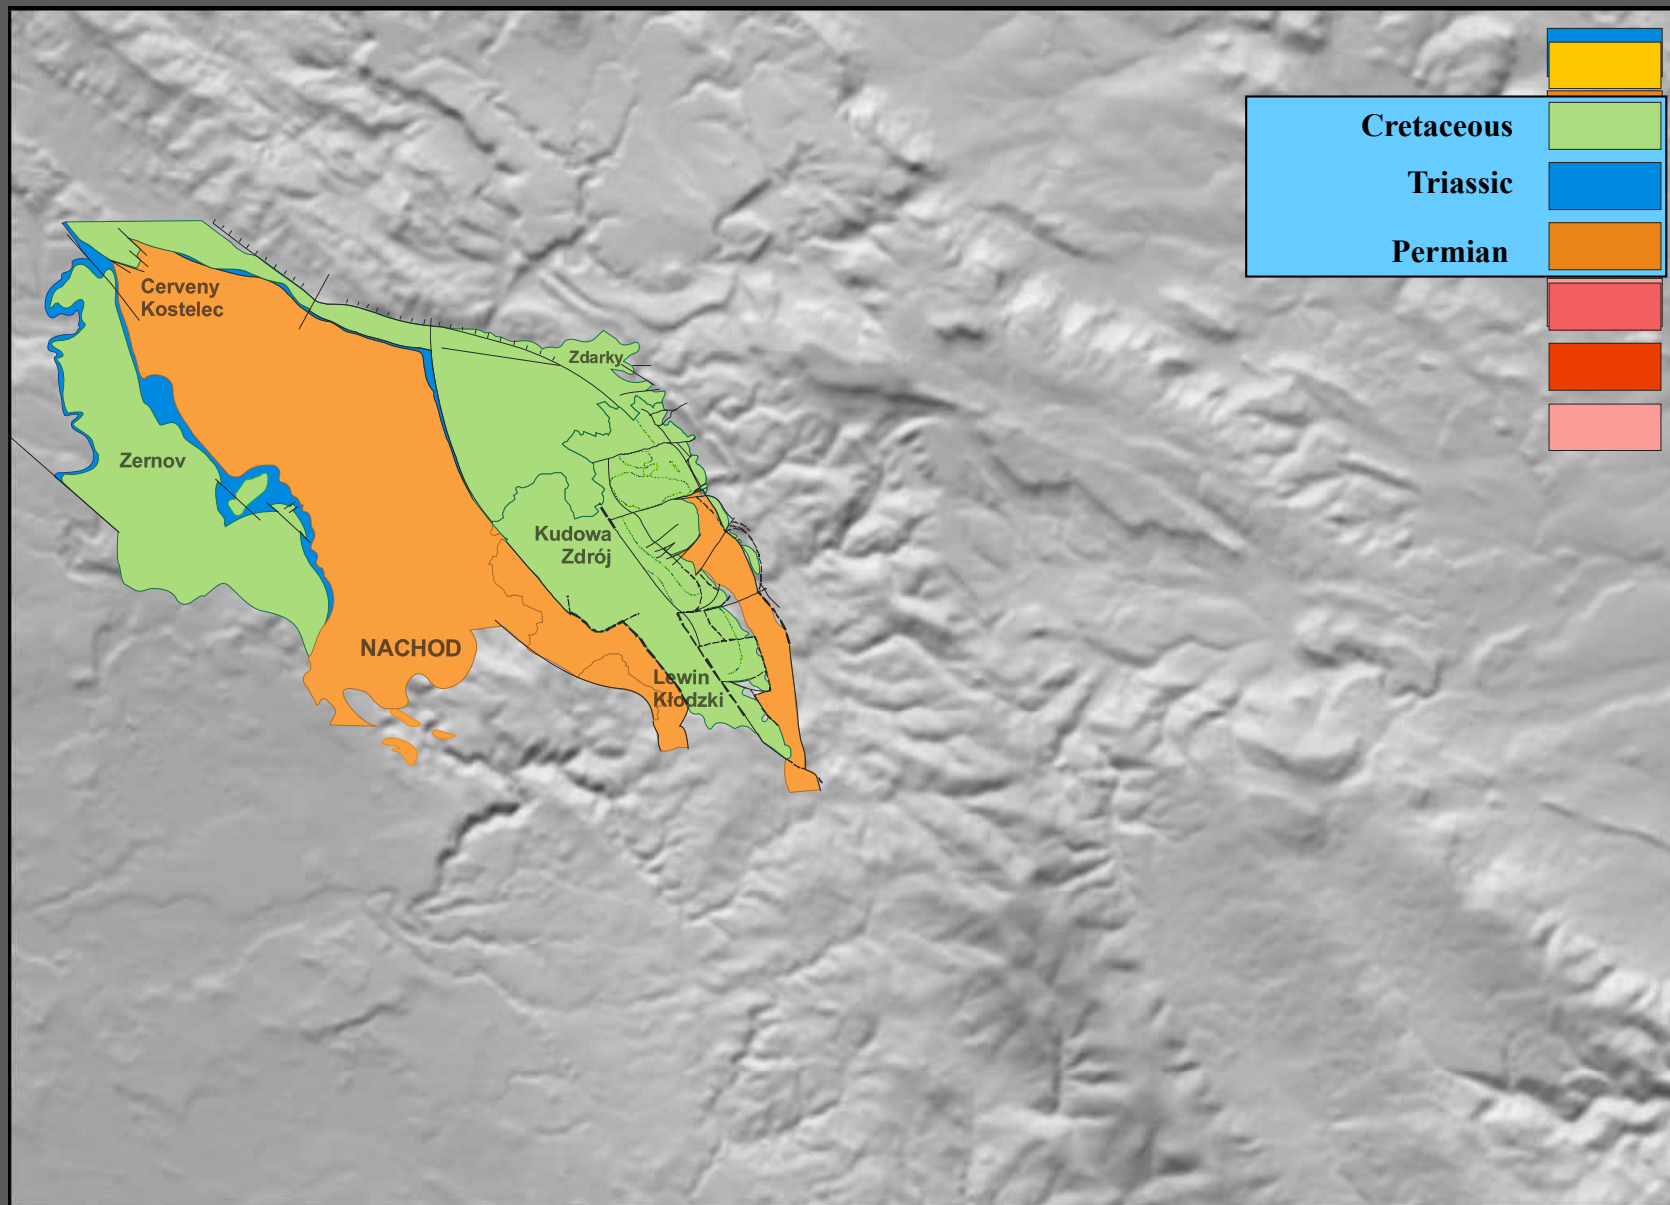 Cretaceous
Triassic
Permian
Cerveny
Kostelec
Zdarky
Zernov
Kudowa
Zdrój
NACHOD
Lewin
Kłodzki